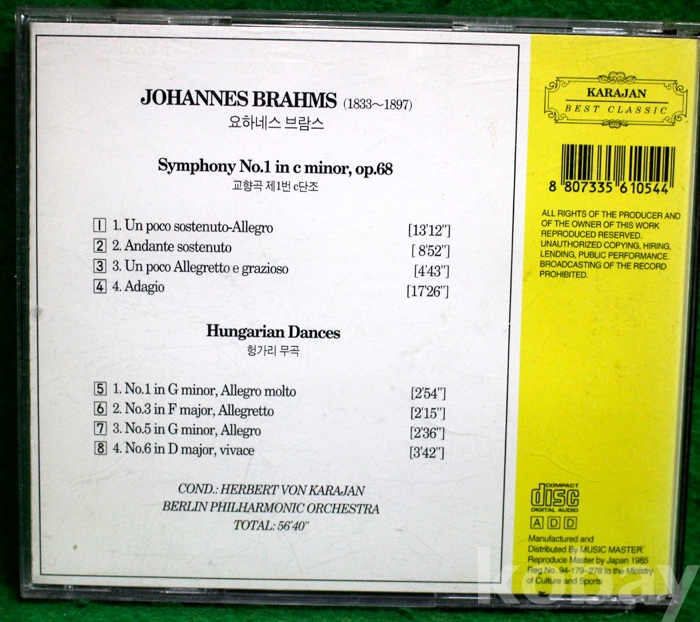 JOHANNES BRAHMS (1833~1897)
요하네스 브람스
Symphony No.1 in c minor, op.68
교향곡 제1번 c단조
1 1. Un poco sostenuto-Allegro [13'12"]
2 2. Andante sostenuto [8'52"]
3 3. Un poco Allegretto e grazioso [4'43"]
4 4. Adagio [17'26"]
Hungarian Dances
헝가리 무곡
5 1. No.1 in G minor, Allegro molto [2'54"]
6 2. No.3 in F major, Allegretto [2'15"]
7 3. No.5 in G minor, Allegro [2'36"]
8 4. No.6 in D major, vivace [3'42"]
COND.: HERBERT VON KARAJAN
BERLIN PHILHARMONIC ORCHESTRA
TOTAL: 56'40"
KARAJAN
BEST CLASSIC
8 807335 610544
ALL RIGHTS OF THE PRODUCER AND
OF THE OWNER OF THIS WORK
REPRODUCED RESERVED.
UNAUTHORIZED COPYING, HIRING,
LENDING, PUBLIC PERFORMANCE.
BROADCASTING OF THE RECORD
PROHIBITED.
COMPACT
disc
DIGITAL AUDIO
A D D
Manufactured and
Distributed By MUSIC MASTER.
Reproduce Master by Japan 1985
Reg No. 94-179-278 to the Ministry
of Culture and Sports
kobay